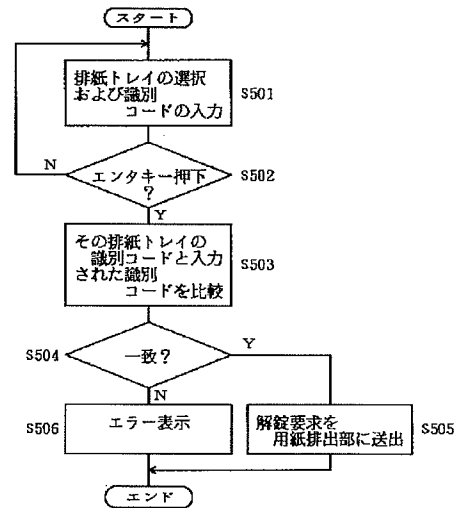 スタート
排紙トレイの選択
および識別
コードの入力
S501
N
エンタキー押下
?
S502
Y
その排紙トレイの
識別コードと入力
された識別
コードを比較
S503
S504
一致?
Y
N
S506
エラー表示
解錠要求を
用紙排出部に送出
S505
エンド